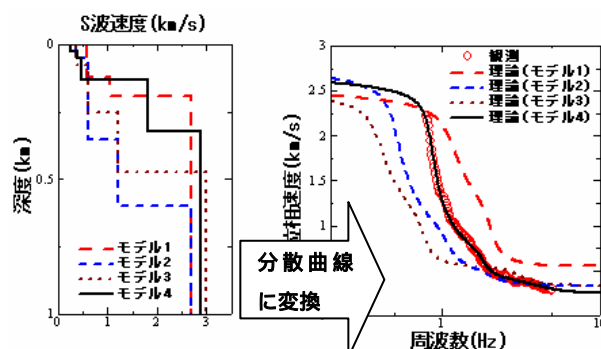 S波速度(km/s)
0
0.5
1
0
1
2
3
深度(km)
モデル1
モデル2
モデル3
モデル4
分散曲線
に変換
3
2.5
2
1.5
1
位相速度(km/s)
観測
理論(モデル1)
理論(モデル2)
理論(モデル3)
理論(モデル4)
1
10
周波数(Hz)